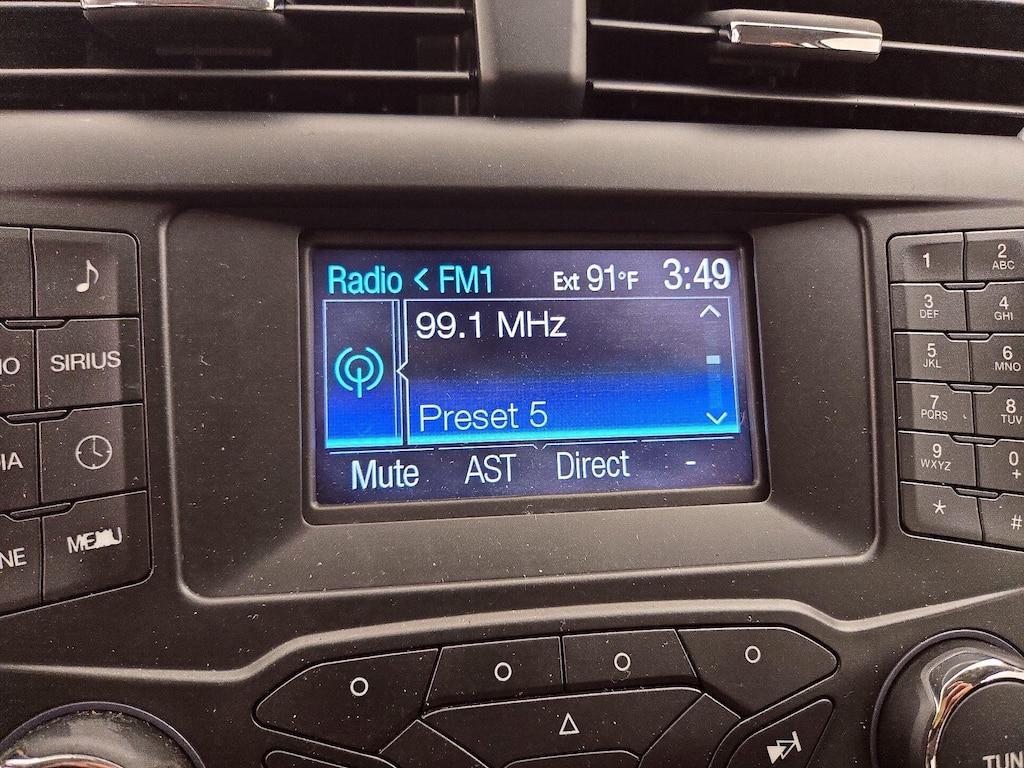 Radio < FM1 Ext 91°F 3:49
99.1 MHz
Preset 5
Mute AST Direct -
SIRIUS
MENU
1
2 ABC
3 DEF
4 GHI
5 JKL
6 MNO
7 PQRS
8 TUV
9 WXYZ
0 +
*
#
TUN